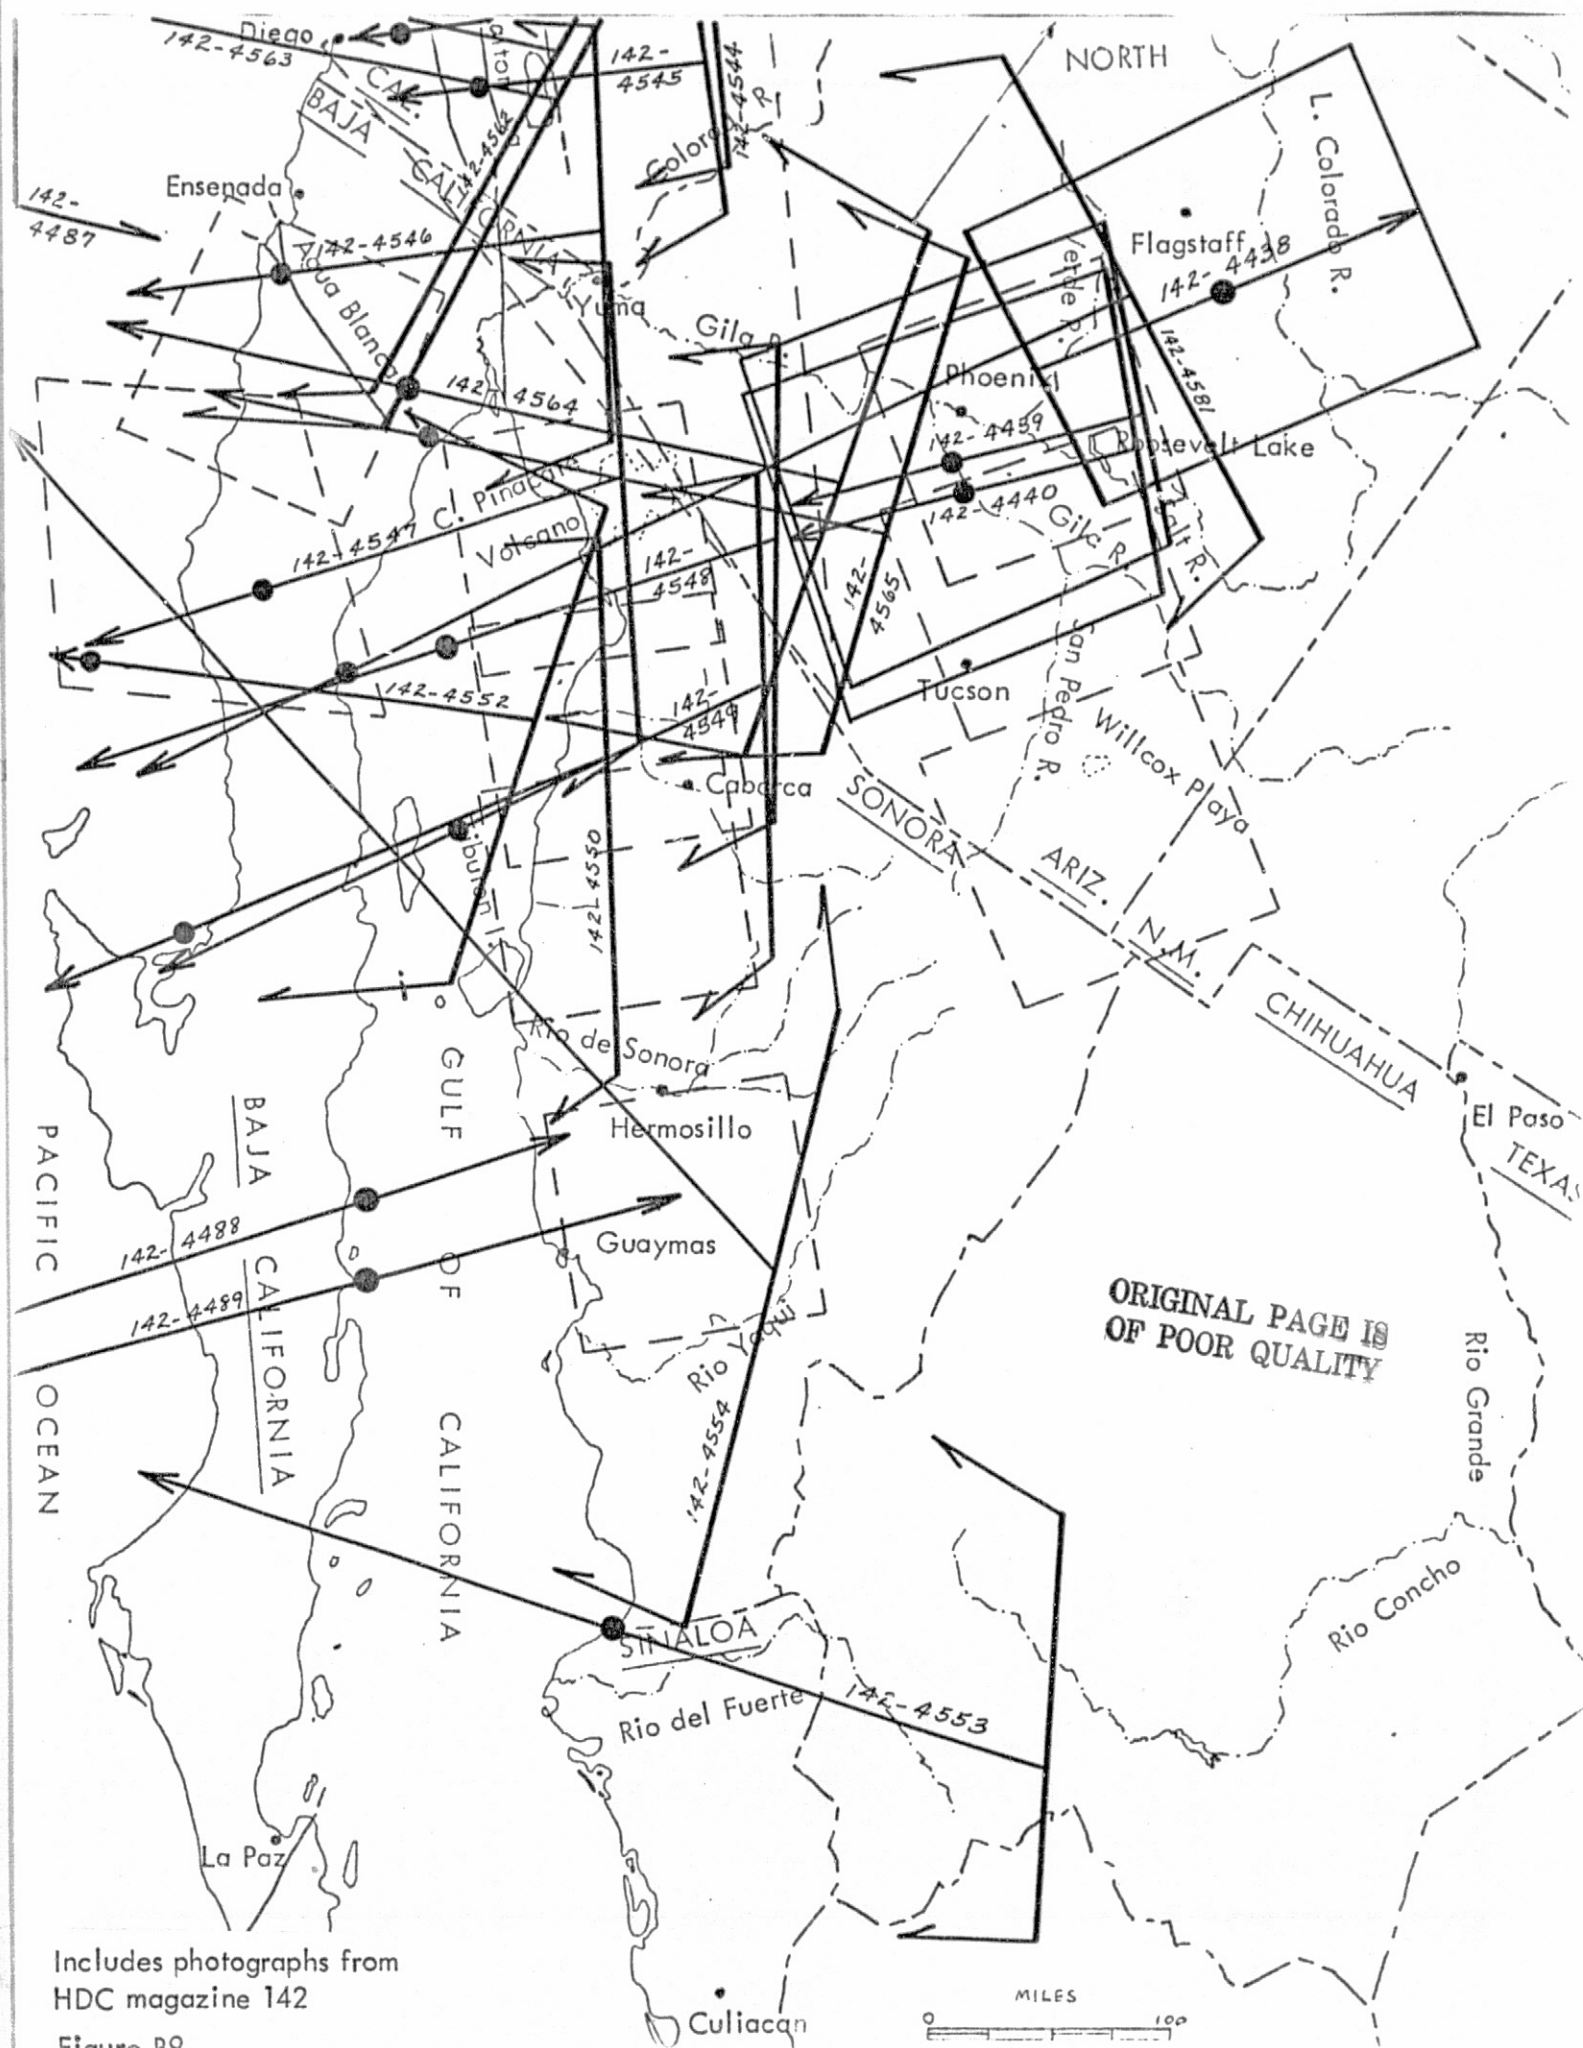 Diego
142-4563
142-
4545
142-4544
NORTH
CAL.
BAJA
CALIFORNIA
142-4562
Colorado R.
L. Colorado R.
Ensenada
142-
4487
142-4546
Agua Blanca
Yuma
Verde R.
Flagstaff
142-4438
Gila R.
142-4581
142-4564
Phoenix
142-4439
Roosevelt Lake
142-4440
C. Pinacate
Volcano
Gila R.
Salt R.
142-4547
142-
4548
142-
4565
San Pedro R.
Tucson
142-4552
142-
4549
Willcox Playa
Caborca
SONORA
ARIZ.
N.M.
Tiburon I.
142-4550
CHIHUAHUA
Rio de Sonora
Hermosillo
El Paso
TEXAS
GULF OF CALIFORNIA
BAJA CALIFORNIA
PACIFIC OCEAN
142-4488
142-4489
Guaymas
Rio Yaqui
ORIGINAL PAGE IS
OF POOR QUALITY
Rio Grande
142-4554
Rio Concho
SINALOA
Rio del Fuerte
142-4553
La Paz
Includes photographs from
HDC magazine 142
Culiacan
MILES
0 100